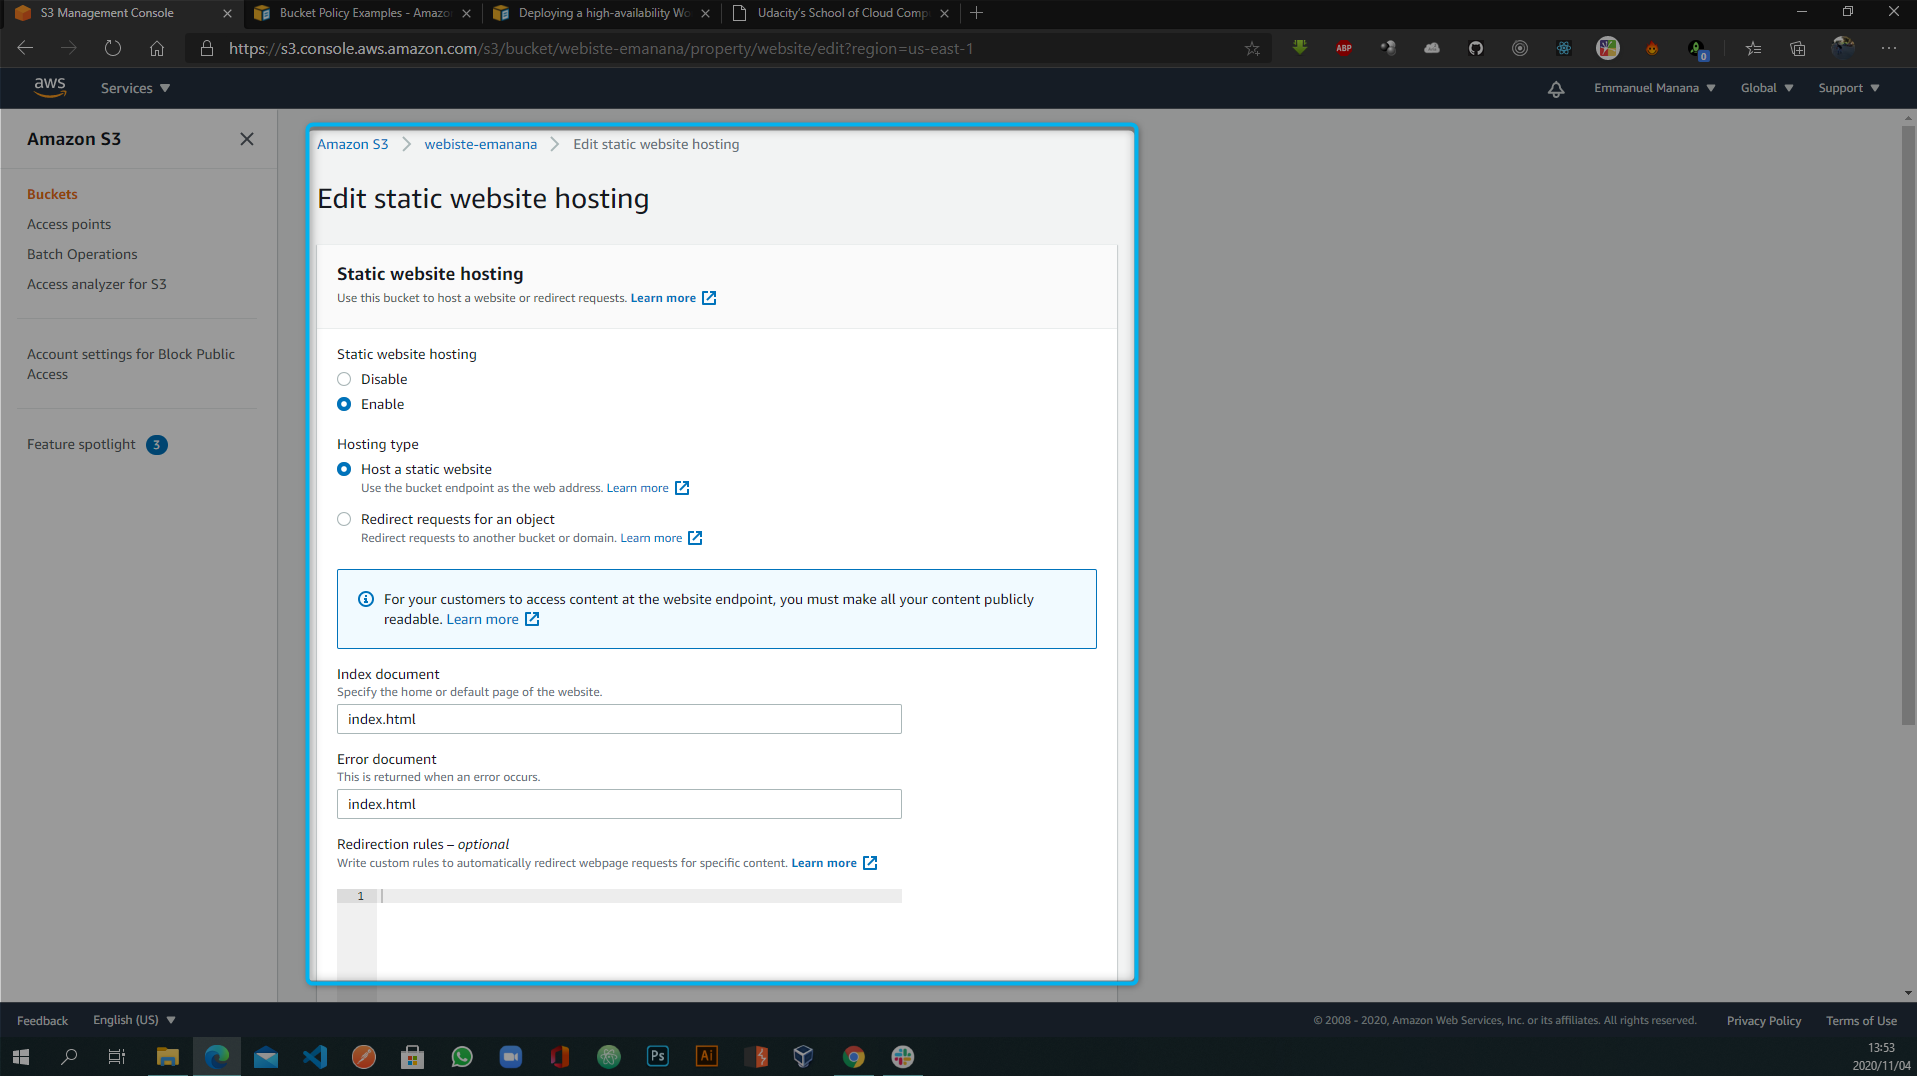 S3 Management Console
Bucket Policy Examples - Amazo
Deploying a high-availability Wo
Udacity's School of Cloud Comp
https://s3.console.aws.amazon.com/s3/bucket/webiste-emanana/property/website/edit?region=us-east-1
ABP
0
aws
Services
Emmanuel Manana
Global
Support
Amazon S3
Buckets
Access points
Batch Operations
Access analyzer for S3
Account settings for Block Public
Access
Feature spotlight 3
Amazon S3 > webiste-emanana > Edit static website hosting
Edit static website hosting
Static website hosting
Use this bucket to host a website or redirect requests. Learn more
Static website hosting
Disable
Enable
Hosting type
Host a static website
Use the bucket endpoint as the web address. Learn more
Redirect requests for an object
Redirect requests to another bucket or domain. Learn more
For your customers to access content at the website endpoint, you must make all your content publicly
readable. Learn more
Index document
Specify the home or default page of the website.
index.html
Error document
This is returned when an error occurs.
index.html
Redirection rules – optional
Write custom rules to automatically redirect webpage requests for specific content. Learn more
1
Feedback
English (US)
© 2008 - 2020, Amazon Web Services, Inc. or its affiliates. All rights reserved.
Privacy Policy
Terms of Use
Ps
Ai
13:53
2020/11/04